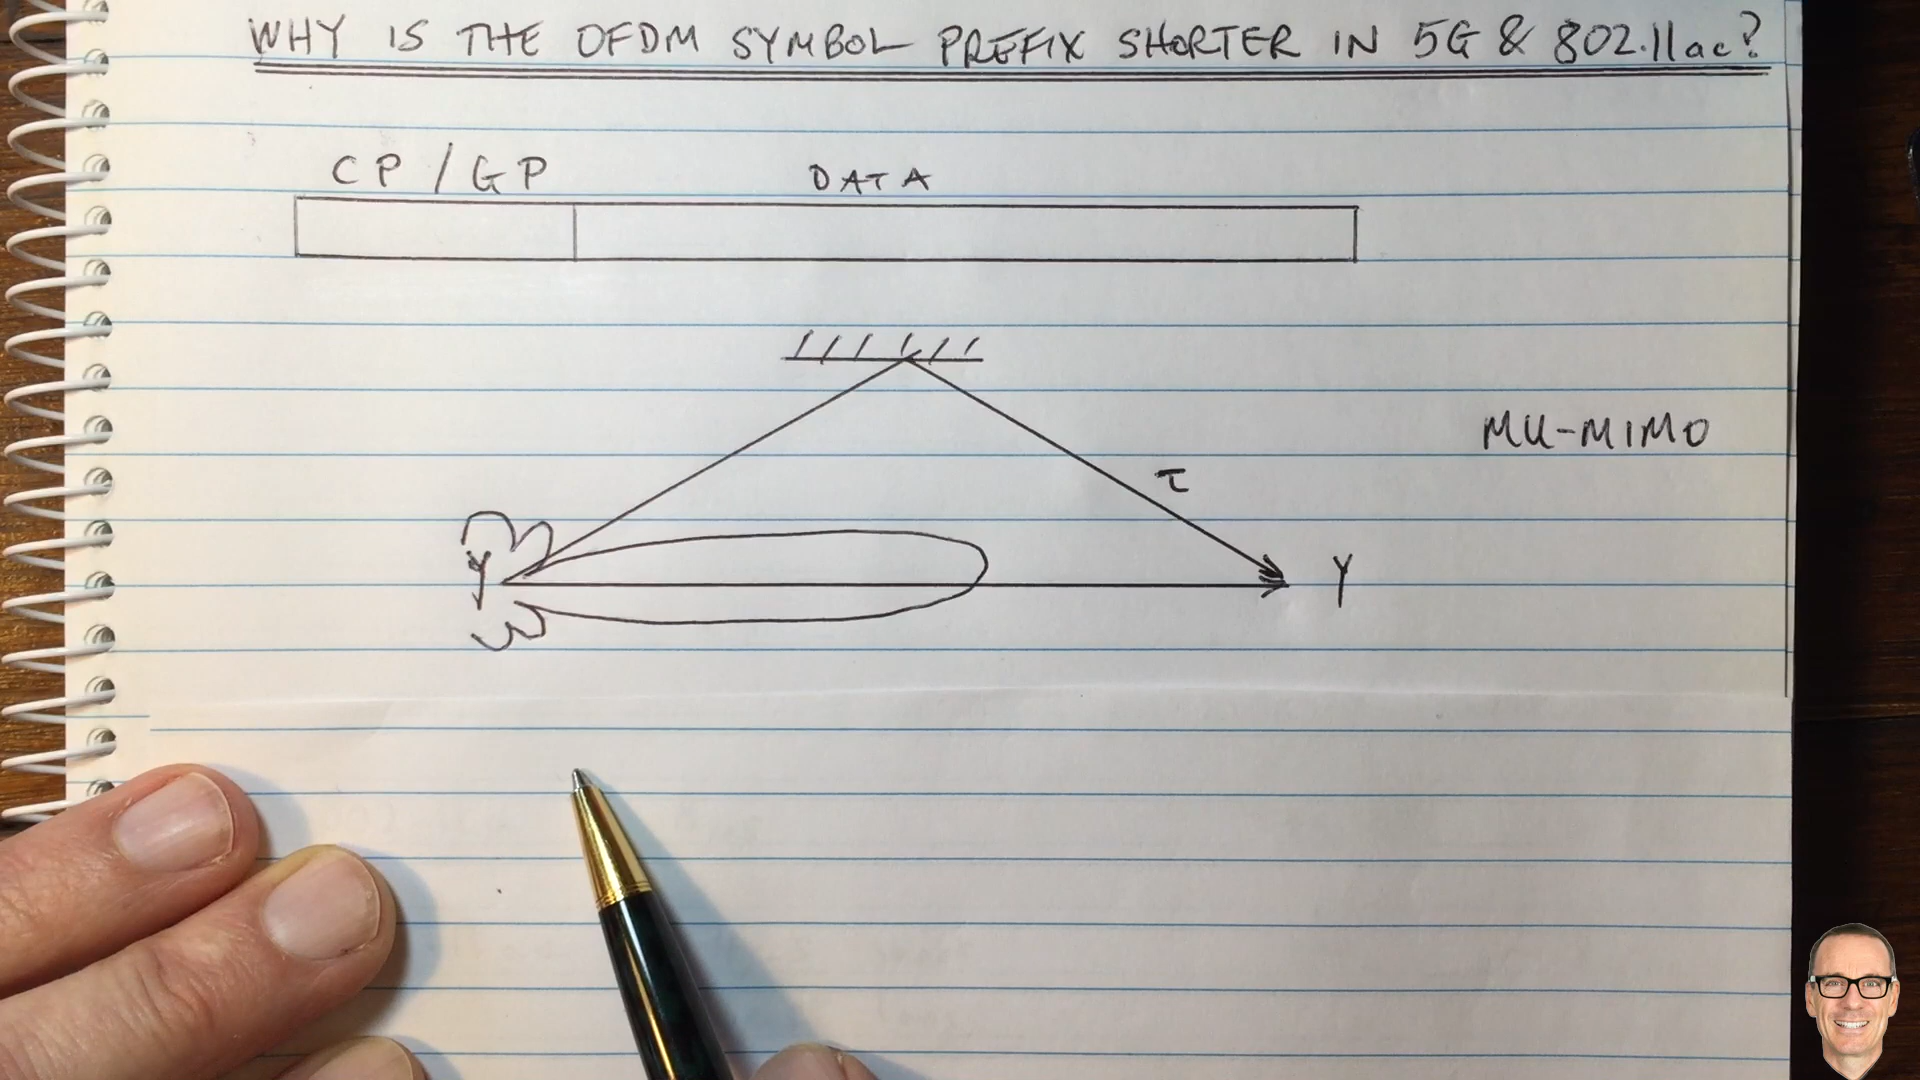 WHY IS THE OFDM SYMBOL PREFIX SHORTER IN 5G & 802.11ac?
CP/GP DATA
MU-MIMO
τ
Y Y